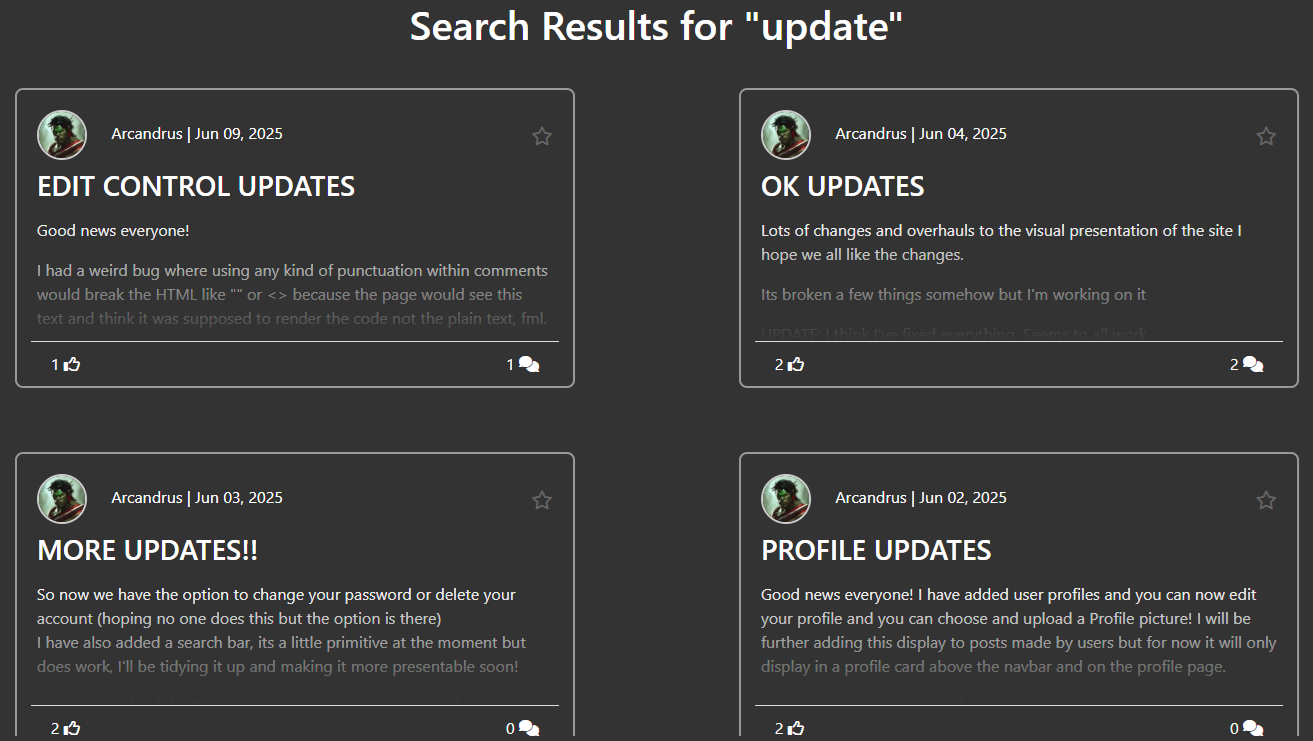 Search Results for "update"
Arcandrus | Jun 09, 2025
EDIT CONTROL UPDATES
Good news everyone!
I had a weird bug where using any kind of punctuation within comments
would break the HTML like "" or <> because the page would see this
text and think it was supposed to render the code not the plain text, fml.
1
1
Arcandrus | Jun 04, 2025
OK UPDATES
Lots of changes and overhauls to the visual presentation of the site I
hope we all like the changes.
Its broken a few things somehow but I'm working on it
UPDATE: I think I've fixed everything. Seems to all work
2
2
Arcandrus | Jun 03, 2025
MORE UPDATES!!
So now we have the option to change your password or delete your
account (hoping no one does this but the option is there)
I have also added a search bar, its a little primitive at the moment but
does work, I'll be tidying it up and making it more presentable soon!
2
0
Arcandrus | Jun 02, 2025
PROFILE UPDATES
Good news everyone! I have added user profiles and you can now edit
your profile and you can choose and upload a Profile picture! I will be
further adding this display to posts made by users but for now it will only
display in a profile card above the navbar and on the profile page.
2
0